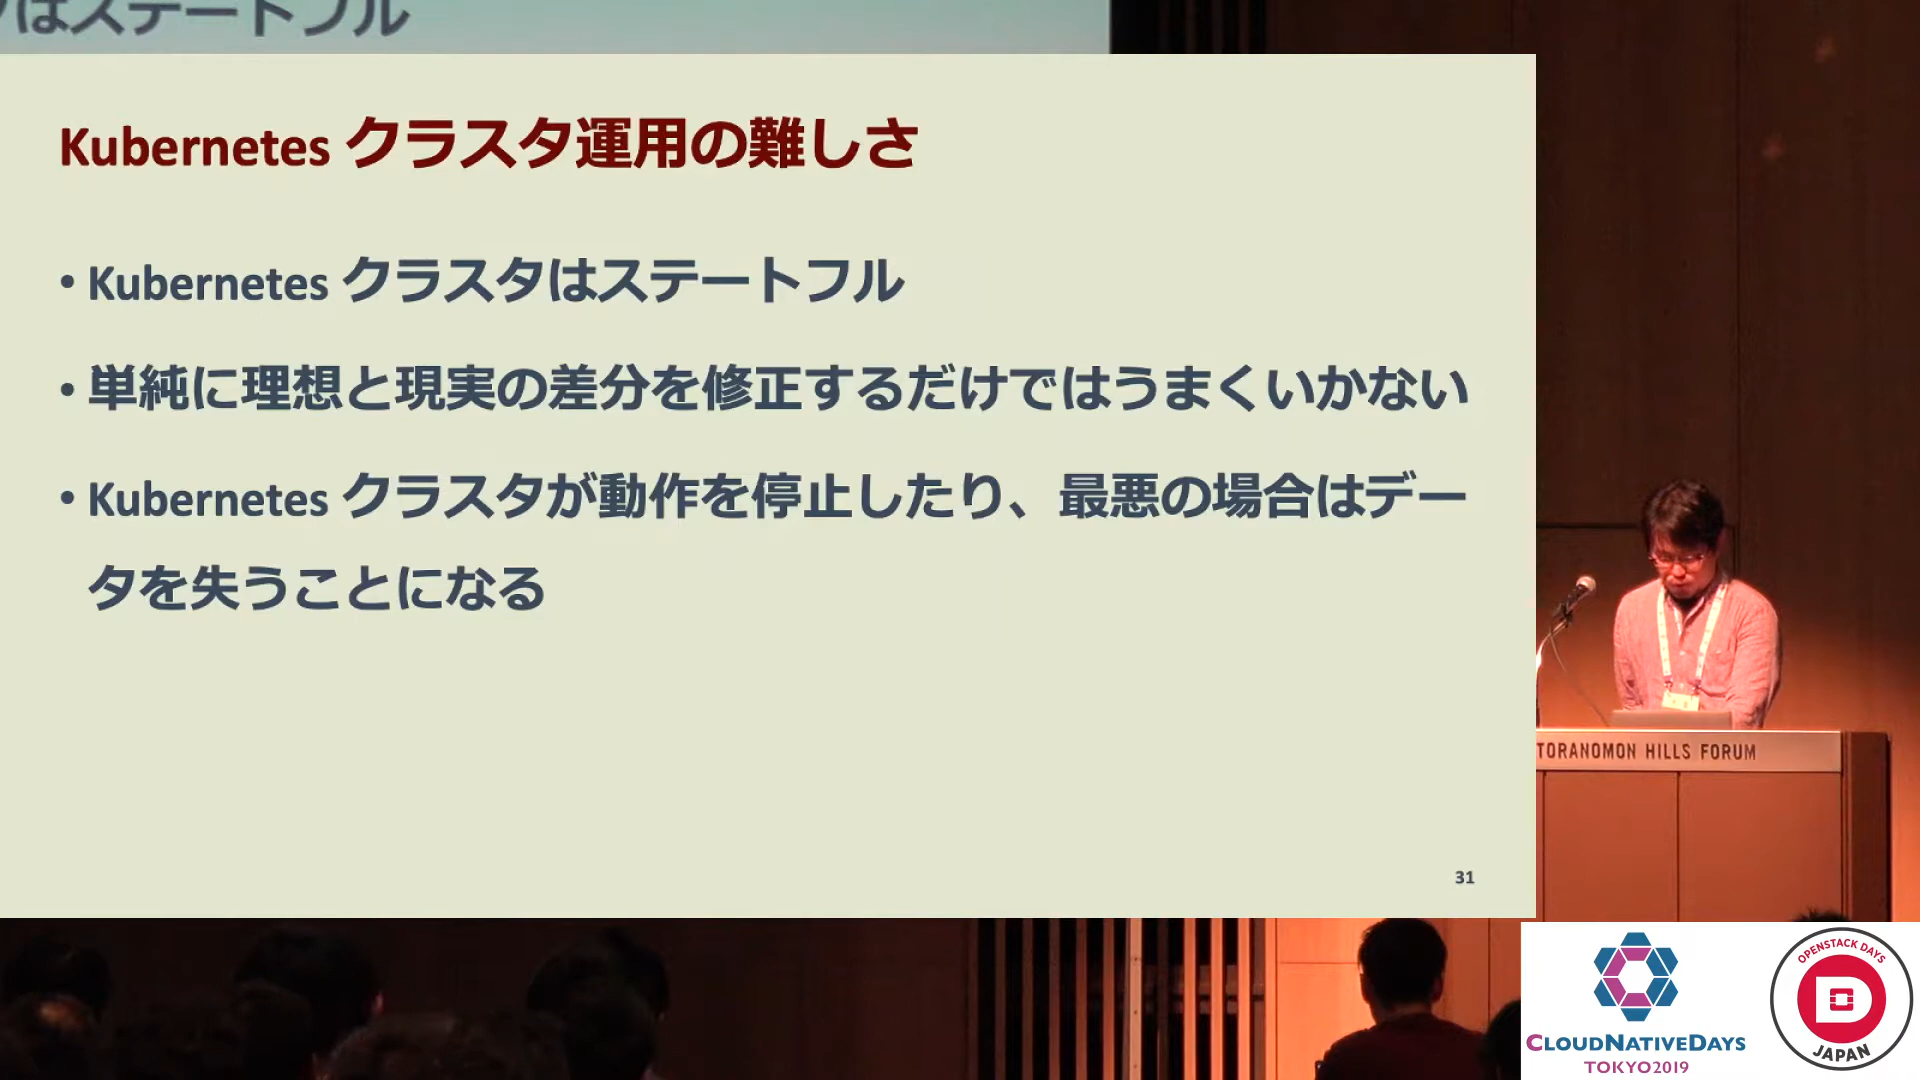 はステートフル
Kubernetes クラスタ運用の難しさ
• Kubernetes クラスタはステートフル
• 単純に理想と現実の差分を修正するだけではうまくいかない
• Kubernetes クラスタが動作を停止したり、最悪の場合はデー
タを失うことになる
31
TORANOMON HILLS FORUM
CLOUDNATIVEDAYS
TOKYO2019
OPENSTACK DAYS
JAPAN